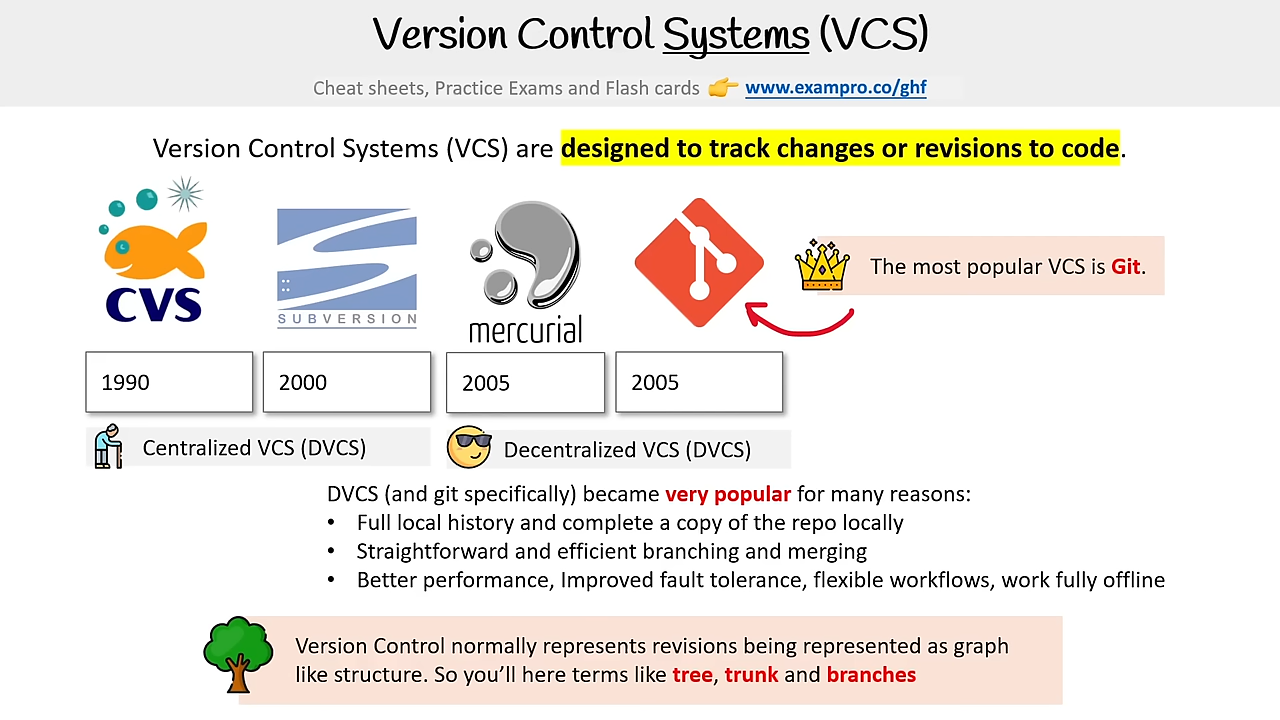 Version Control Systems (VCS)
Cheat sheets, Practice Exams and Flash cards 👉 www.exampro.co/ghf
Version Control Systems (VCS) are designed to track changes or revisions to code.
CVS
SUBVERSION
mercurial
The most popular VCS is Git.
1990
2000
2005
2005
Centralized VCS (DVCS)
Decentralized VCS (DVCS)
DVCS (and git specifically) became very popular for many reasons:
• Full local history and complete a copy of the repo locally
• Straightforward and efficient branching and merging
• Better performance, Improved fault tolerance, flexible workflows, work fully offline
Version Control normally represents revisions being represented as graph
like structure. So you’ll here terms like tree, trunk and branches